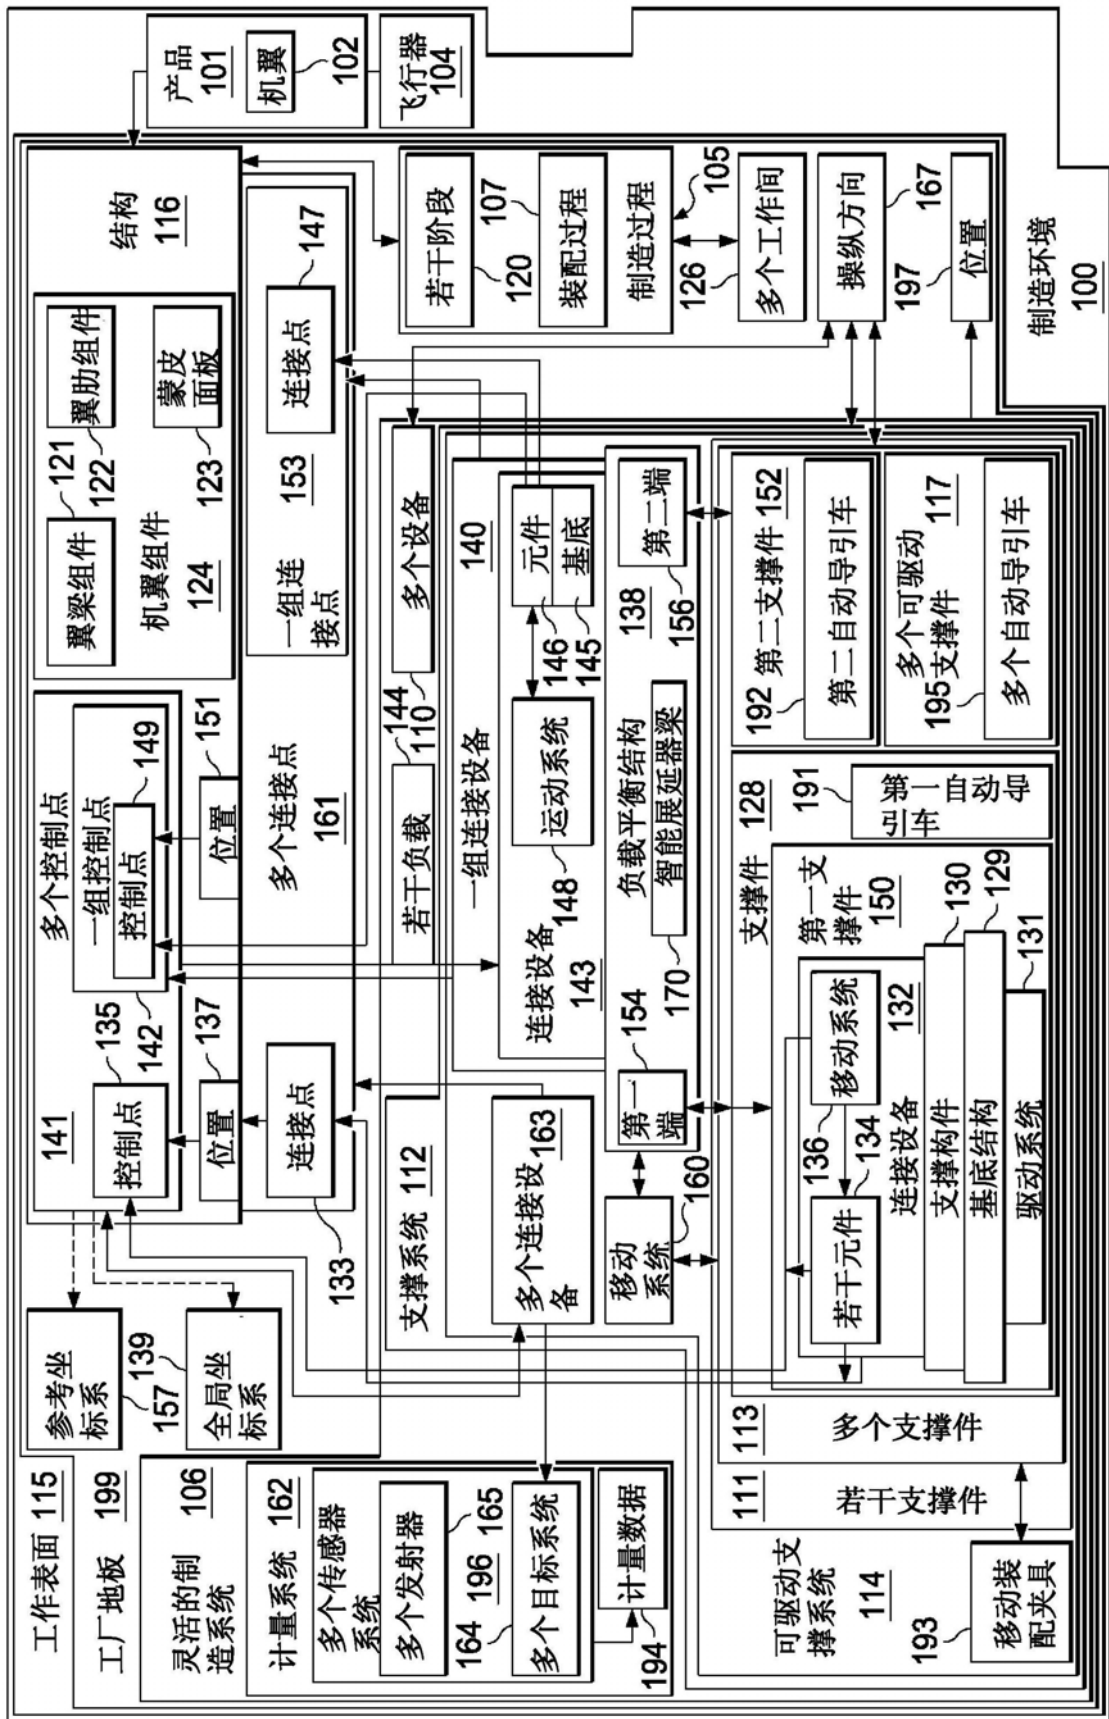 工作表面 115
工厂地板 199
参考坐
标系
157
139
全局坐
标系
灵活的制
造系统
106
计量系统 162
多个传感器
系统
196
多个发射器
165
164
多个目标系统
计量数据
194
多个控制点
141
一组控制点
142
控制点
149
控制点
135
位置
137
位置
151
翼梁组件
121
翼肋组件
122
蒙皮
面板
123
机翼组件
124
结构
116
产品
101
机翼
102
飞行器
104
连接点
133
多个连接点
161
一组连
接点
153
连接点
147
若干阶段
120
装配过程
107
制造过程
105
多个工作间
126
操纵方向
167
位置
197
制造环境
100
支撑系统 112
若干负载
144
多个设备
110
多个连接设
备
163
一组连接设备
140
连接设备
143
运动系统
148
元件
146
基底
145
移动
系统
160
第一
端
154
负载平衡结构
138
智能展延器梁
170
第二端
156
可驱动支
撑系统
114
移动装
配夹具
193
若干支撑件
111
多个支撑件
113
支撑件
128
第一支
撑件
150
若干元件
134
移动系统
136
连接设备
132
支撑构件
130
基底结构
129
驱动系统
131
第一自动导
引车
191
第二支撑件 152
第二自动导引车
192
多个可驱动
支撑件
117
多个自动导引车
195